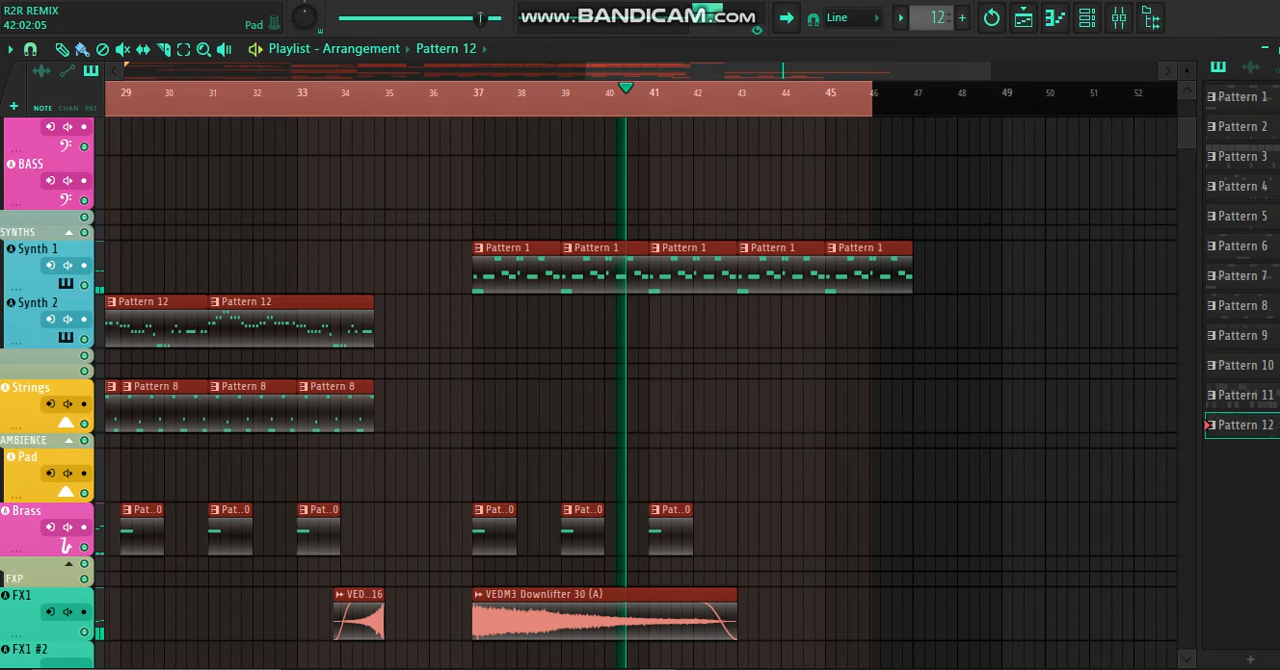 R2R REMIX
42:02:05
Pad
www.BANDICAM.com
Line
12
Playlist - Arrangement
Pattern 12
NOTE CHAN PAT
29 30 31 32 33 34 35 36 37 38 39 40 41 42 43 44 45 46 47 48 49 50 51 52
BASS
SYNTHS
Synth 1
Pattern 1 Pattern 1 Pattern 1 Pattern 1 Pattern 1
Synth 2
Pattern 12 Pattern 12
Strings
Pattern 8 Pattern 8 Pattern 8
AMBIENCE
Pad
Brass
Pat..0 Pat..0 Pat..0 Pat..0 Pat..0 Pat..0
FXP
FX1
VED..16
VEDM3 Downlifter 30 (A)
FX1 #2
Pattern 1
Pattern 2
Pattern 3
Pattern 4
Pattern 5
Pattern 6
Pattern 7
Pattern 8
Pattern 9
Pattern 10
Pattern 11
Pattern 12